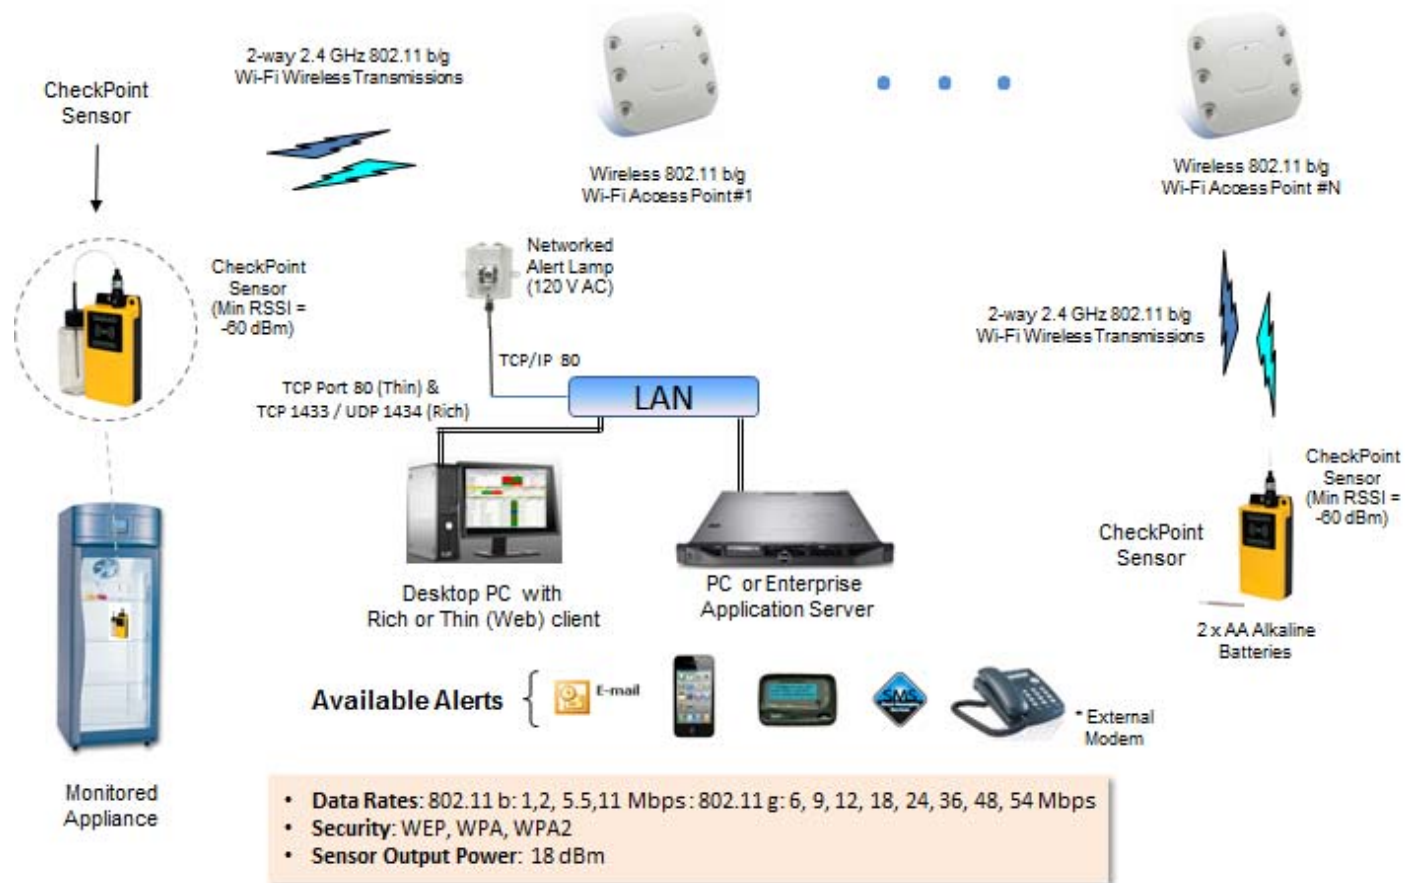 2-way 2.4 GHz 802.11 b/g
Wi-Fi Wireless Transmissions
CheckPoint
Sensor
Wireless 802.11 b/g
Wi-Fi Access Point#1
Wireless 802.11 b/g
Wi-Fi Access Point #N
CheckPoint
Sensor
(Min RSSI =
-60 dBm)
Networked
Alert Lamp
(120 V AC)
2-way 2.4 GHz 802.11 b/g
Wi-Fi Wireless Transmissions
TCP/IP 80
TCP Port 80 (Thin) &
TCP 1433 / UDP 1434 (Rich)
LAN
CheckPoint
Sensor
(Min RSSI =
-60 dBm)
CheckPoint
Sensor
Desktop PC with
Rich or Thin (Web) client
PC or Enterprise
Application Server
2 x AA Alkaline
Batteries
Available Alerts
E-mail
SMS
* External
Modem
Monitored
Appliance
• Data Rates: 802.11 b: 1,2, 5.5,11 Mbps: 802.11 g: 6, 9, 12, 18, 24, 36, 48, 54 Mbps
• Security: WEP, WPA, WPA2
• Sensor Output Power: 18 dBm